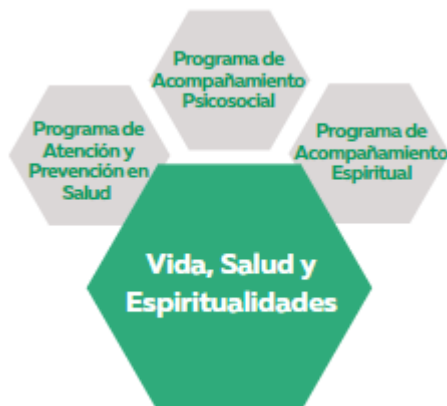 Programa de
Acompañamiento
Psicosocial
Programa de
Atención y
Prevención en
Salud
Programa de
Acompañamiento
Espiritual
Vida, Salud y
Espiritualidades